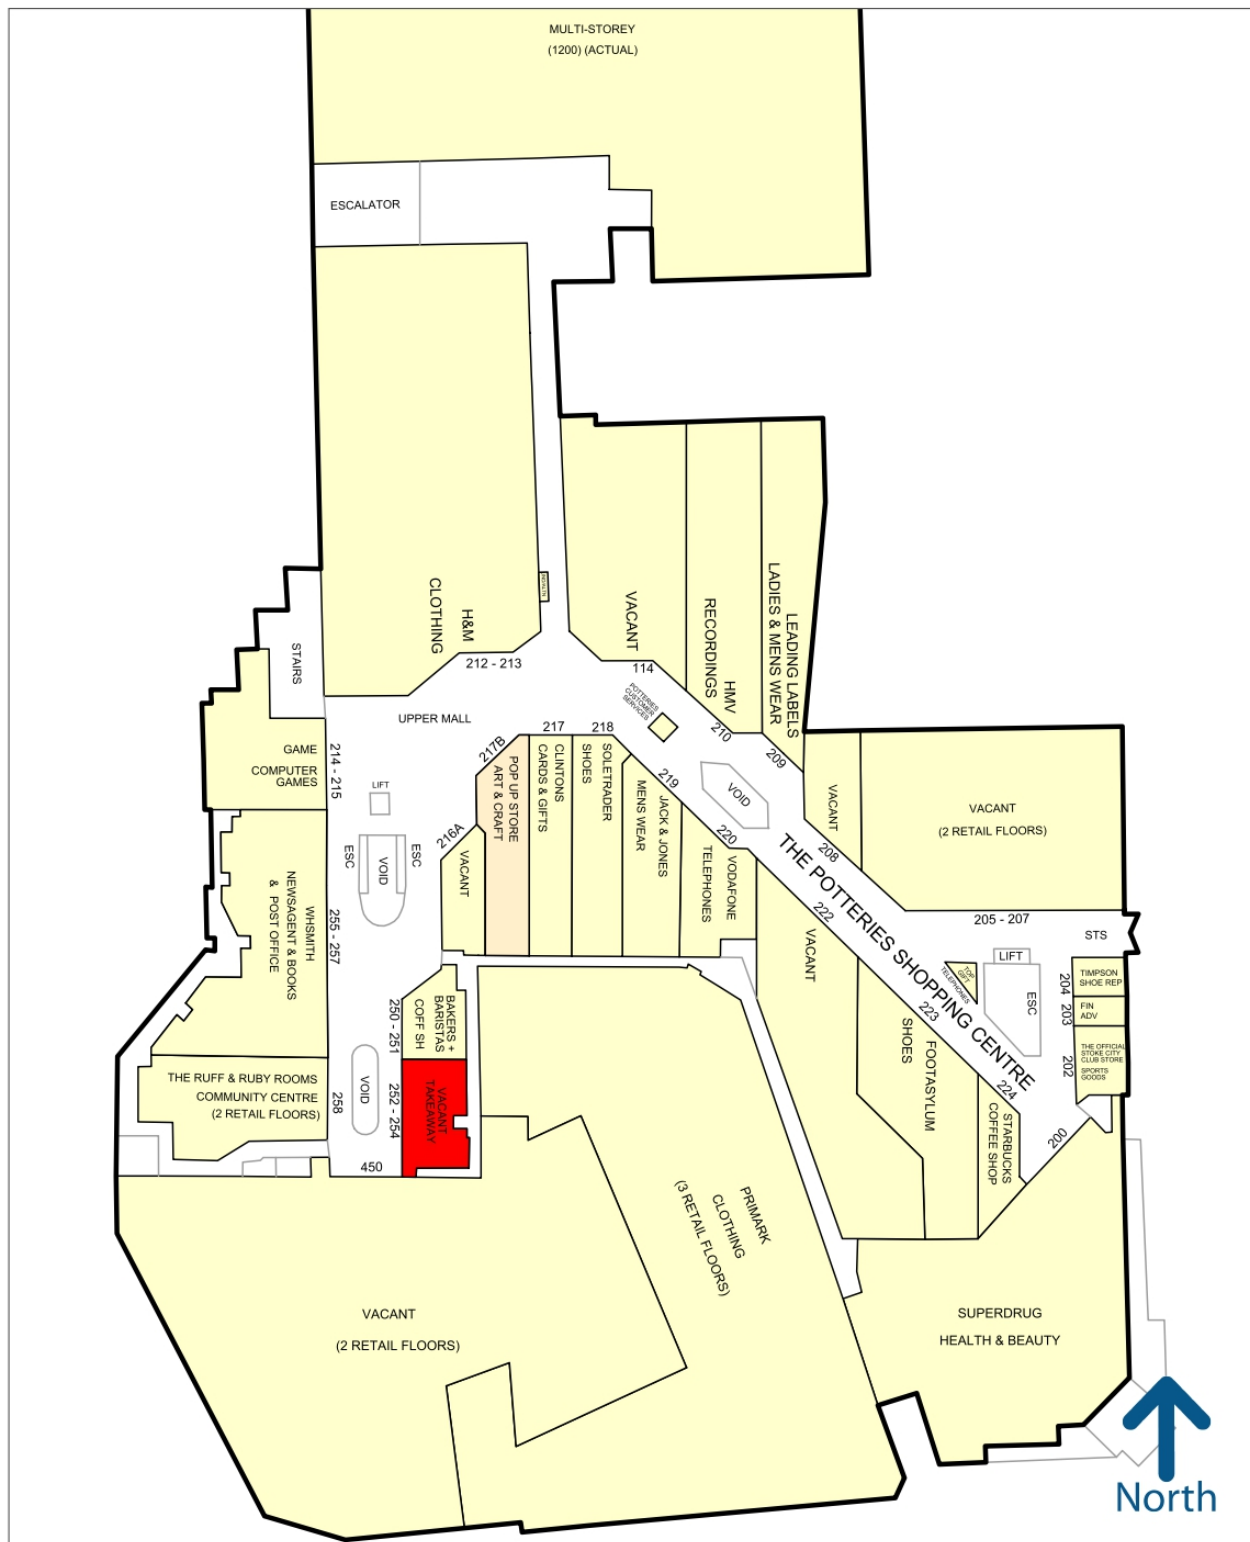 MULTI-STOREY
(1200) (ACTUAL)
ESCALATOR
CLOTHING
H&M
212 - 213
VACANT
114
RECORDINGS
HMV
210
LADIES & MENS WEAR
LEADING LABELS
209
STAIRS
UPPER MALL
POTTERIES
CUSTOMER
SERVICES
GAME
COMPUTER
GAMES
214 - 215
LIFT
217B
217
218
219
220
POP UP STORE
ART & CRAFT
CLINTONS
CARDS & GIFTS
SOLETRADER
SHOES
JACK & JONES
MENS WEAR
VODAFONE
TELEPHONES
VOID
VACANT
208
VACANT
(2 RETAIL FLOORS)
THE POTTERIES SHOPPING CENTRE
205 - 207
STS
216A
VACANT
ESC
VOID
ESC
WHSMITH
NEWSAGENT & BOOKS
& POST OFFICE
255 - 257
222
VACANT
LIFT
ESC
TOP
GIFT
TELEPHONES
204
TIMPSON
SHOE REP
203
FIN
ADV
202
THE OFFICIAL
STOKE CITY
CLUB STORE
SPORTS
GOODS
250 - 251
BAKERS +
BARISTAS
COFF SH
223
FOOTASYLUM
SHOES
224
STARBUCKS
COFFEE SHOP
200
THE RUFF & RUBY ROOMS
COMMUNITY CENTRE
(2 RETAIL FLOORS)
258
VOID
252 - 254
VACANT
TAKEAWAY
450
PRIMARK
CLOTHING
(3 RETAIL FLOORS)
VACANT
(2 RETAIL FLOORS)
SUPERDRUG
HEALTH & BEAUTY
North